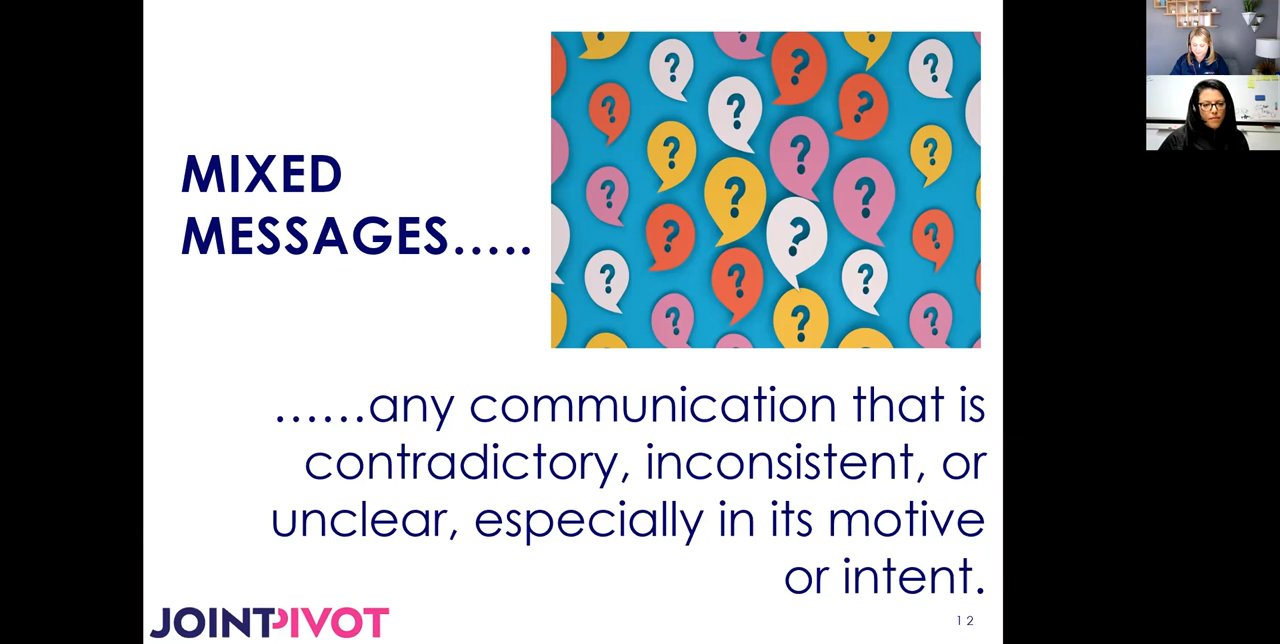 MIXED
MESSAGES.....
......any communication that is
contradictory, inconsistent, or
unclear, especially in its motive
or intent.
JOINTPIVOT
12